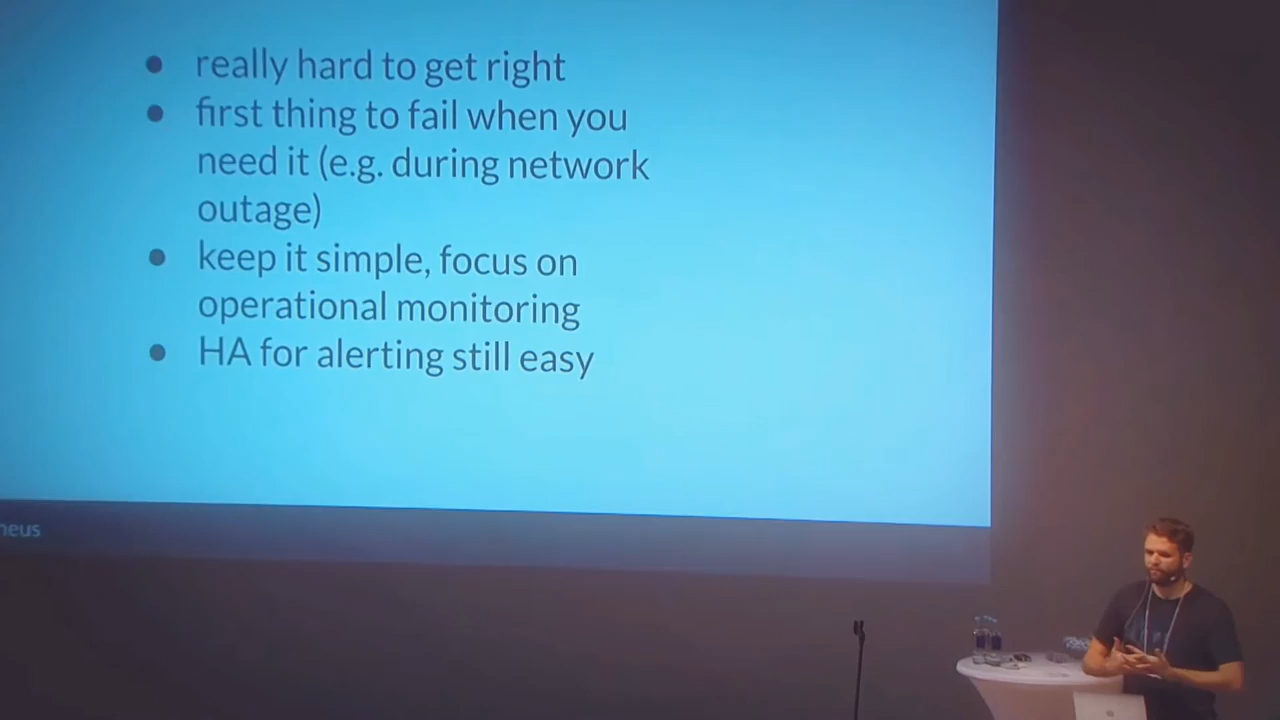 ● really hard to get right
● first thing to fail when you
need it (e.g. during network
outage)
● keep it simple, focus on
operational monitoring
● HA for alerting still easy
heus